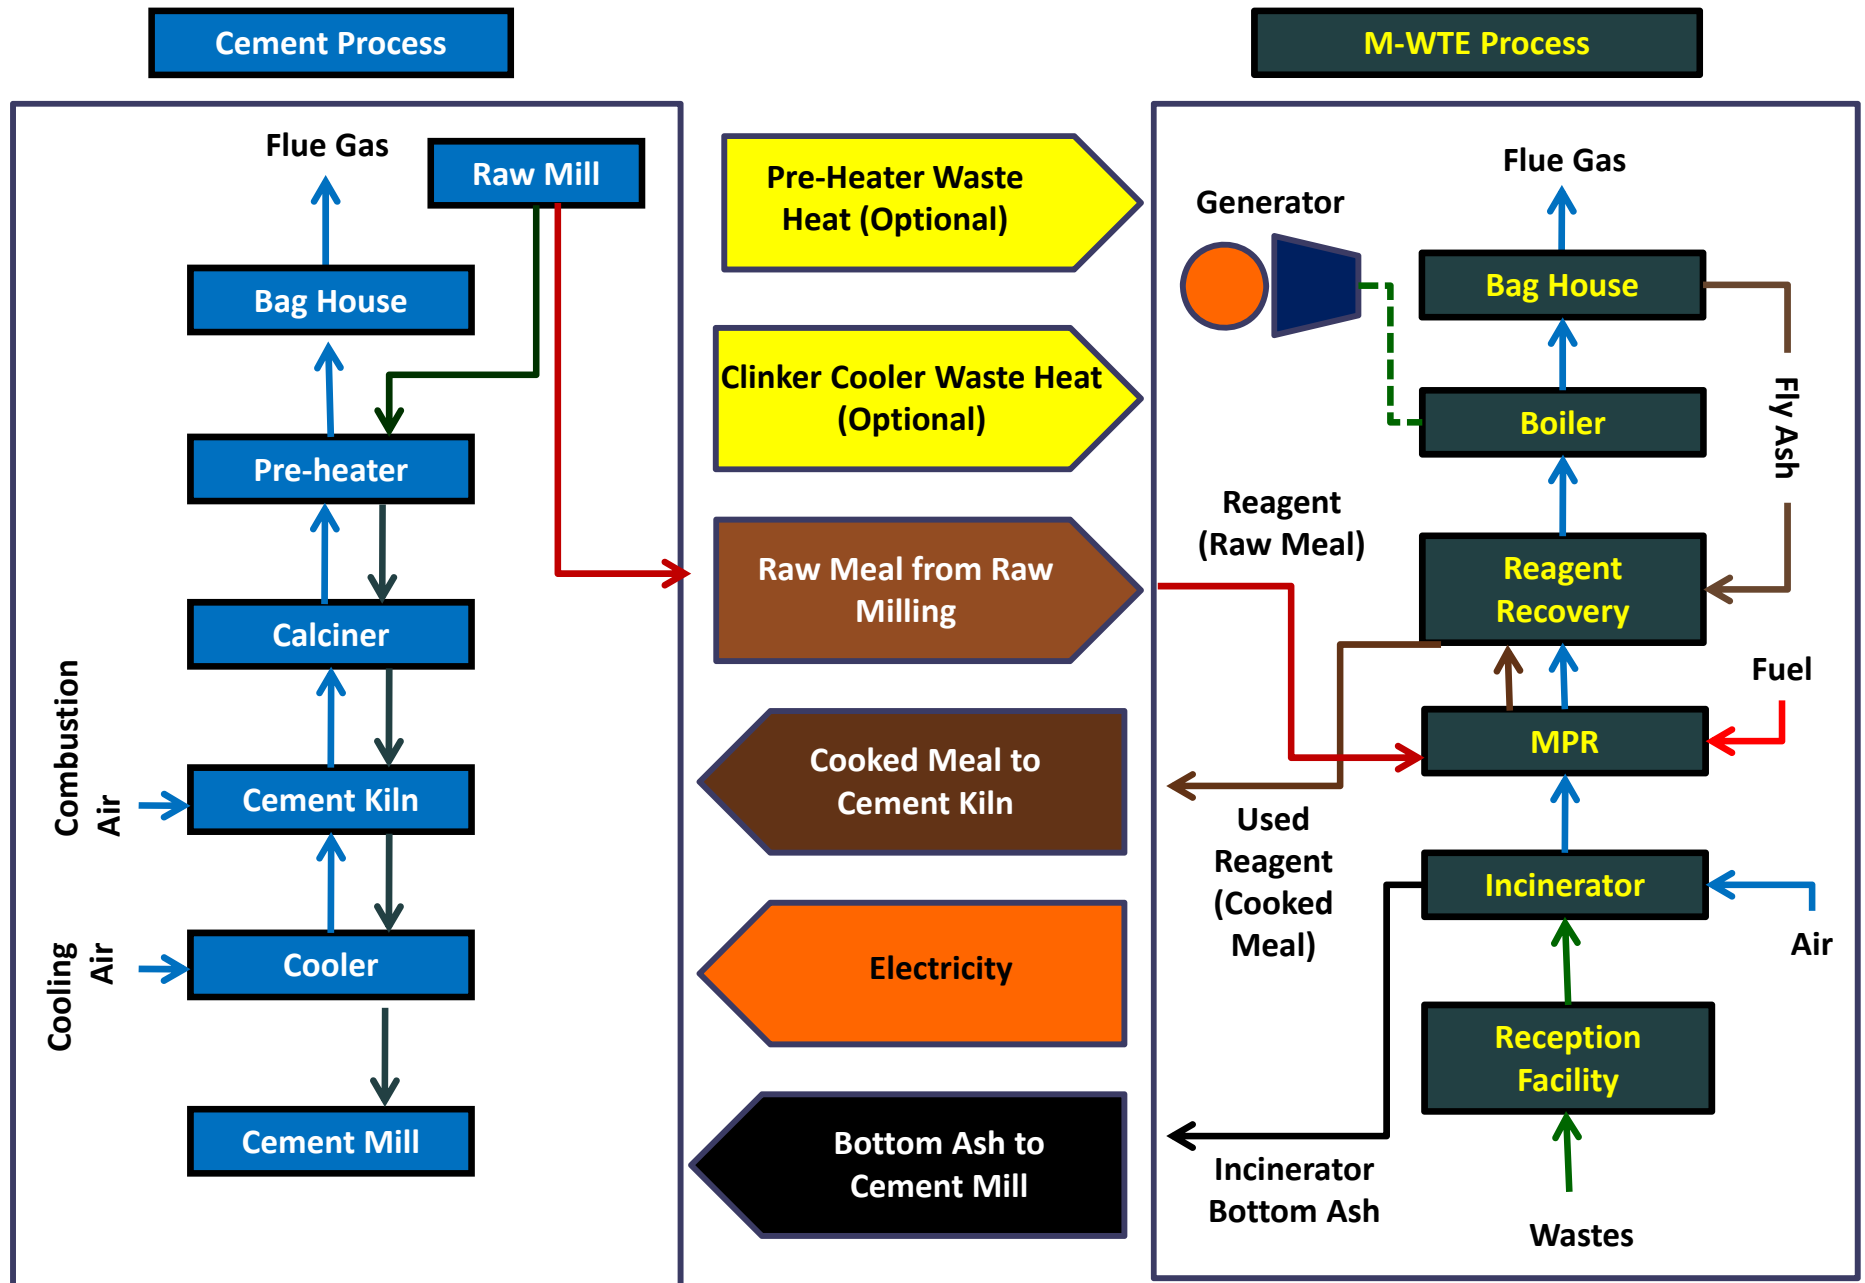 Cement Process
M-WTE Process
Flue Gas
Raw Mill
Bag House
Pre-heater
Calciner
Combustion
Air
Cement Kiln
Cooling
Air
Cooler
Cement Mill
Pre-Heater Waste
Heat (Optional)
Clinker Cooler Waste Heat
(Optional)
Raw Meal from Raw
Milling
Cooked Meal to
Cement Kiln
Electricity
Bottom Ash to
Cement Mill
Flue Gas
Generator
Bag House
Boiler
Fly Ash
Reagent
(Raw Meal)
Reagent
Recovery
Fuel
MPR
Used
Reagent
(Cooked
Meal)
Incinerator
Air
Reception
Facility
Incinerator
Bottom Ash
Wastes